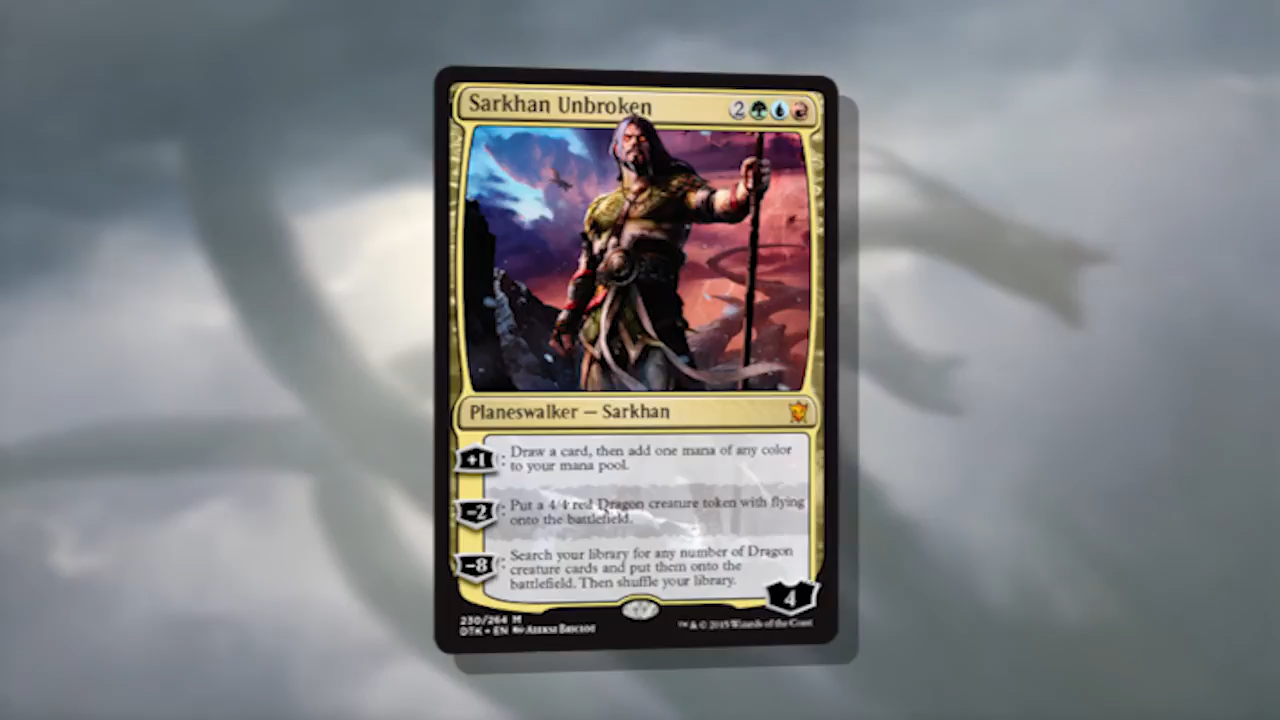 Sarkhan Unbroken 2
Planeswalker — Sarkhan
+1: Draw a card, then add one mana of any color
to your mana pool.
-2: Put a 4/4 red Dragon creature token with flying
onto the battlefield.
-8: Search your library for any number of Dragon
creature cards and put them onto the
battlefield. Then shuffle your library.
4
230/264 M
DTK • EN Aleksi Briclot
™ & © 2015 Wizards of the Coast